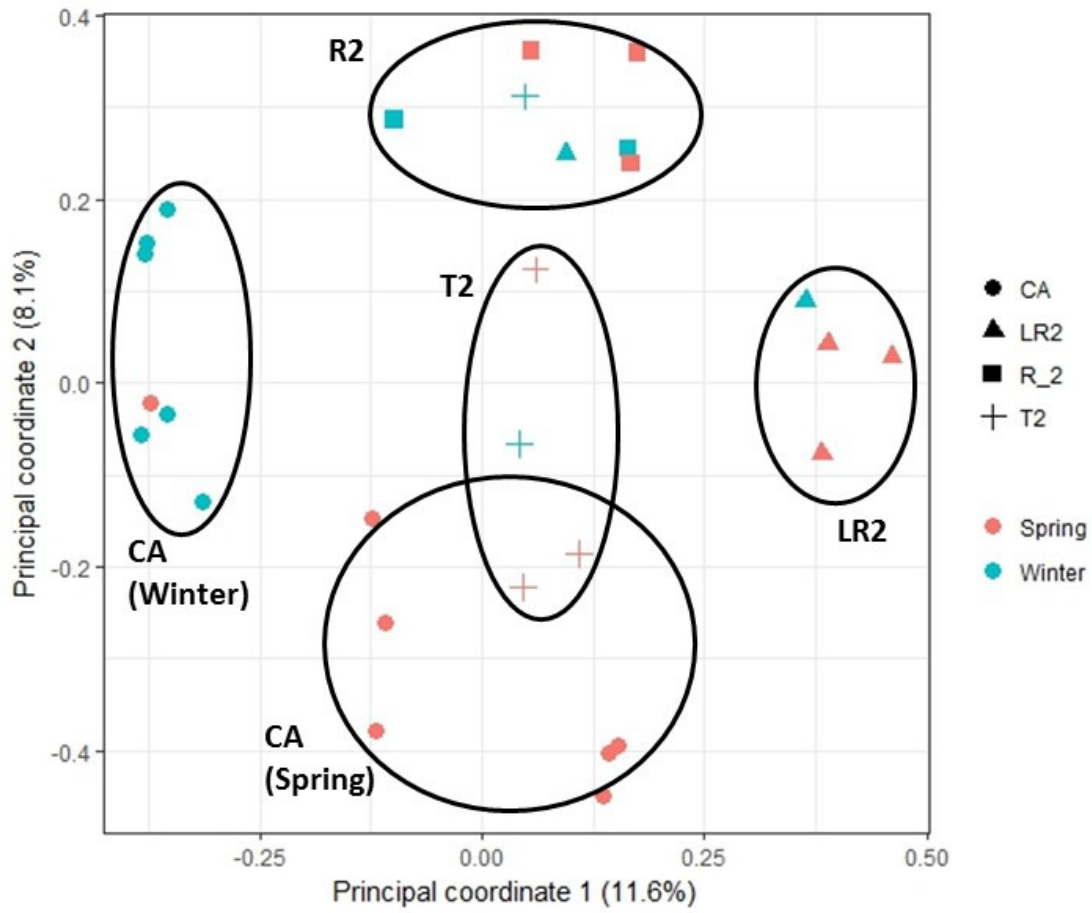 0.4
R2
0.2
T2
0.0
LR2
CA
(Winter)
-0.2
CA
(Spring)
-0.4
-0.25
0.00
0.25
0.50
Principal coordinate 1 (11.6%)
Principal coordinate 2 (8.1%)
CA
LR2
R_2
T2
Spring
Winter